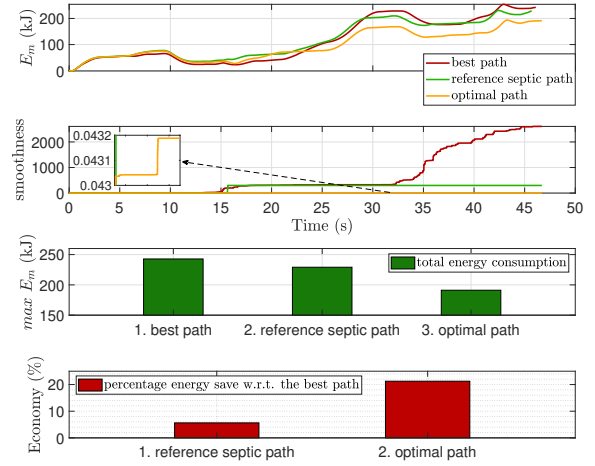 E_m (kJ)
200
100
0
best path
reference septic path
optimal path
smoothness
2000
1000
0
0.0432
0.0431
0.043
0 5 10 15 20 25 30 35 40 45 50
Time (s)
max E_m (kJ)
250
200
150
total energy consumption
1. best path 2. reference septic path 3. optimal path
Economy (%)
20
10
0
percentage energy save w.r.t. the best path
1. reference septic path 2. optimal path